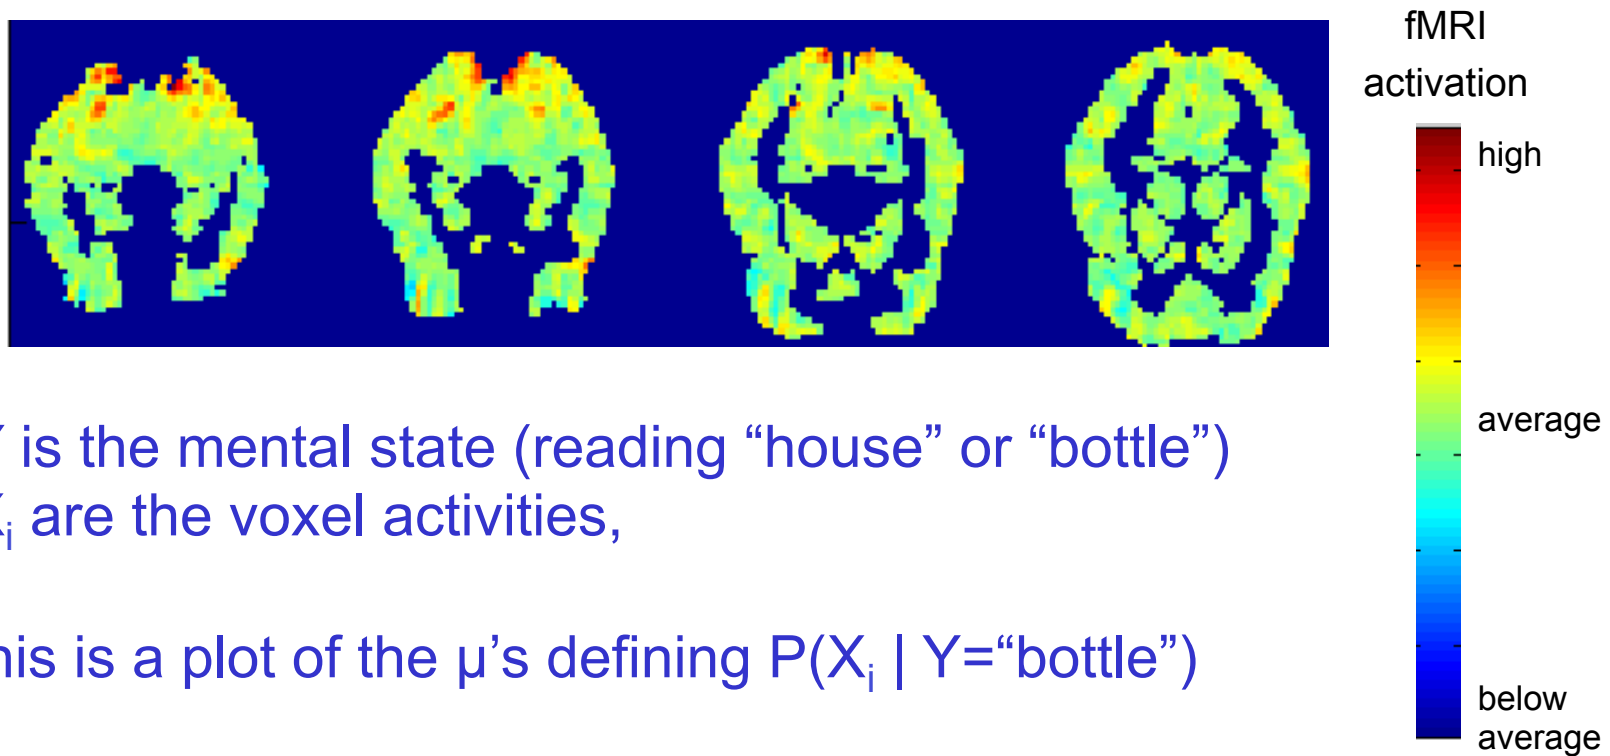 fMRI
activation
high
average
below
average
is the mental state (reading “house” or “bottle”)
i are the voxel activities,
his is a plot of the μ’s defining P(Xi | Y=“bottle”)